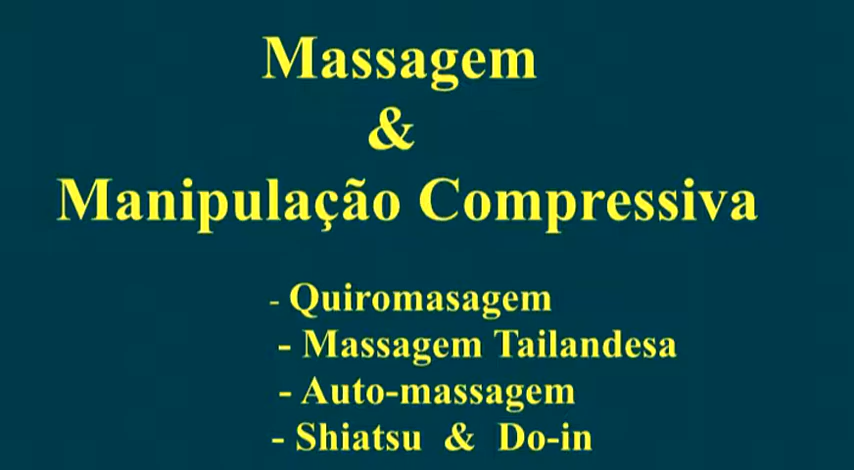 Massagem
&
Manipulação Compressiva
- Quiromasagem
- Massagem Tailandesa
- Auto-massagem
- Shiatsu & Do-in